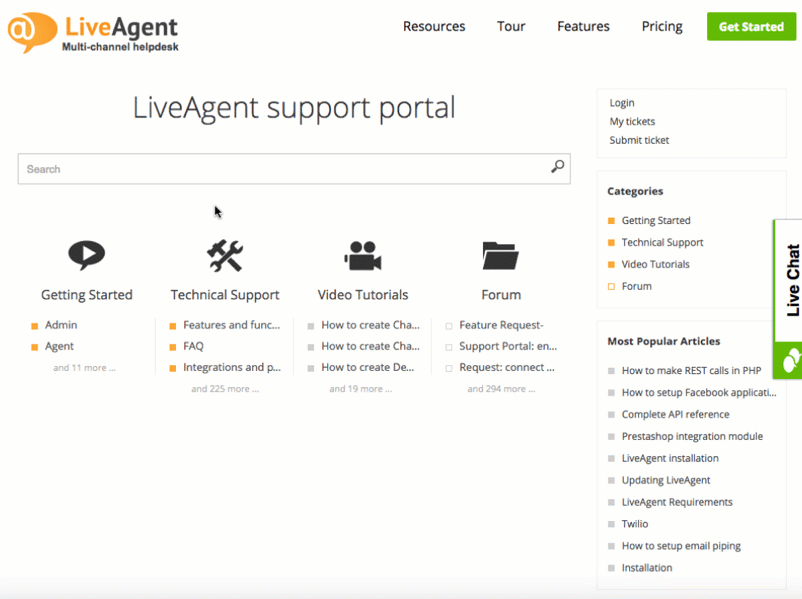 LiveAgent
Multi-channel helpdesk
Resources
Tour
Features
Pricing
Get Started
LiveAgent support portal
Search
Getting Started
Admin
Agent
and 11 more ...
Technical Support
Features and func...
FAQ
Integrations and p...
and 225 more ...
Video Tutorials
How to create Cha...
How to create Cha...
How to create De...
and 19 more ...
Forum
Feature Request-
Support Portal: en...
Request: connect ...
and 294 more ...
Login
My tickets
Submit ticket
Categories
Getting Started
Technical Support
Video Tutorials
Forum
Most Popular Articles
How to make REST calls in PHP
How to setup Facebook applicati...
Complete API reference
Prestashop integration module
LiveAgent installation
Updating LiveAgent
LiveAgent Requirements
Twilio
How to setup email piping
Installation
Live Chat